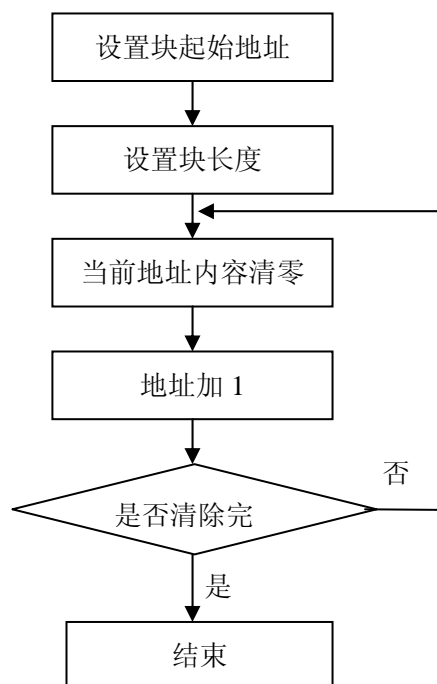 设置块起始地址
设置块长度
当前地址内容清零
地址加 1
是否清除完
否
是
结束